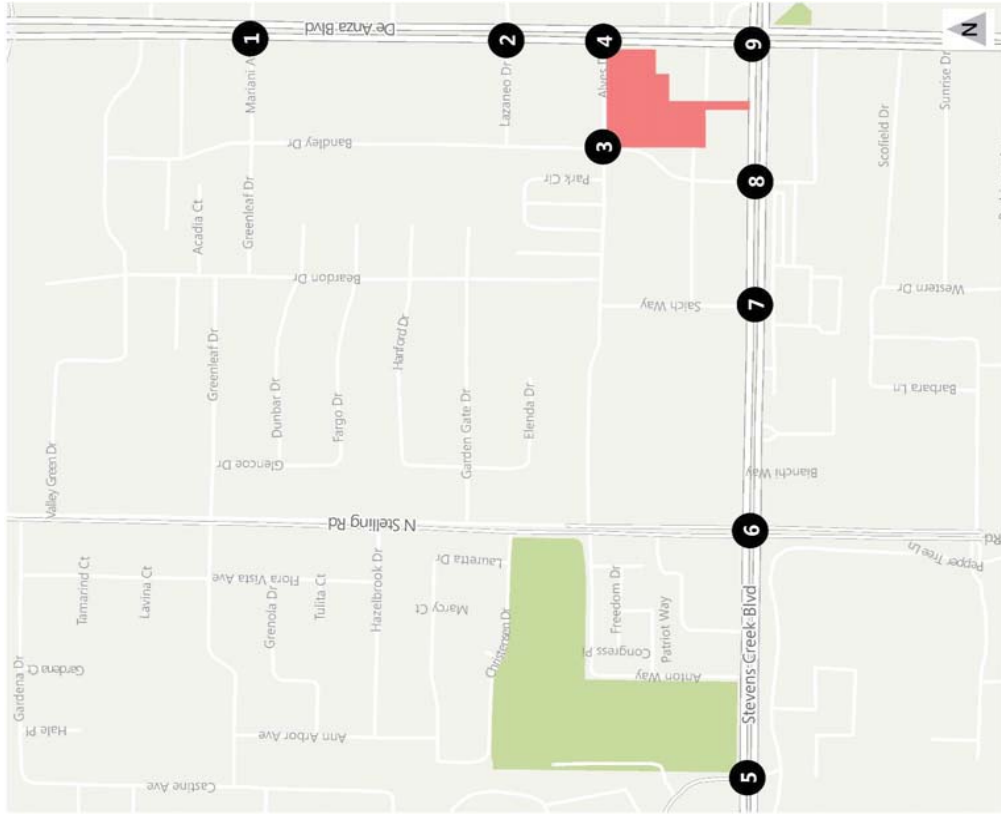 De Anza Blvd
1
2
4
9
N
Mariani A
Lazaneo Dr
Alves D
Sunrise Dr
Bandley Dr
3
Scofield Dr
Park Cir
8
Acadia Ct
Greenleaf Dr
Beardon Dr
Saich Way
7
Western Dr
Greenleaf Dr
Dunbar Dr
Fargo Dr
Hanford Dr
Garden Gate Dr
Elenda Dr
Barbara Ln
Valley Green Dr
Glencoe Dr
Bianchi Way
N Stelling Rd
6
Rd
Pepper Tree Ln
Tamarind Ct
Lavina Ct
Flora Vista Ave
Grenola Dr
Tulita Ct
Hazelbrook Dr
Lauretta Dr
Marcy Ct
Christensen Dr
Freedom Dr
Congress Pl
Patriot Way
Anton Way
Stevens Creek Blvd
Gardena Dr
Gardena Ct
Hale Pl
Ann Arbor Ave
Castine Ave
5